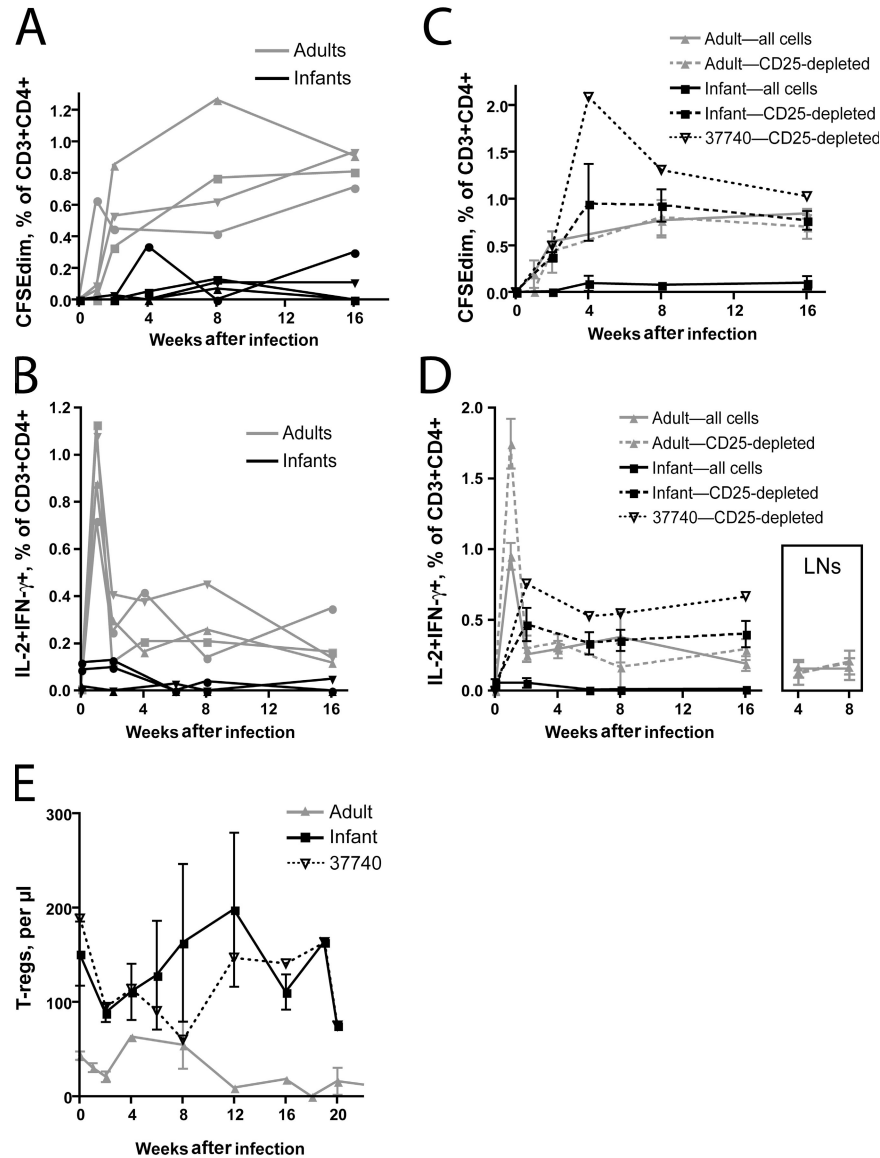 A
Adults
Infants
CFSEdim, % of CD3+CD4+
1.2
1.0
0.8
0.6
0.4
0.2
0.0
0 4 8 12 16
Weeks after infection
C
Adult—all cells
Adult—CD25-depleted
Infant—all cells
Infant—CD25-depleted
37740—CD25-depleted
CFSEdim, % of CD3+CD4+
2.0
1.5
1.0
0.5
0.0
0 4 8 12 16
Weeks after infection
B
Adults
Infants
IL-2+IFN-γ+, % of CD3+CD4+
1.2
1.0
0.8
0.6
0.4
0.2
0.0
0 4 8 12 16
Weeks after infection
D
Adult—all cells
Adult—CD25-depleted
Infant—all cells
Infant—CD25-depleted
37740—CD25-depleted
IL-2+IFN-γ+, % of CD3+CD4+
2.0
1.5
1.0
0.5
0.0
0 4 8 12 16
Weeks after infection
LNs
4 8
E
Adult
Infant
37740
T-regs, per µl
300
200
100
0
0 4 8 12 16 20
Weeks after infection